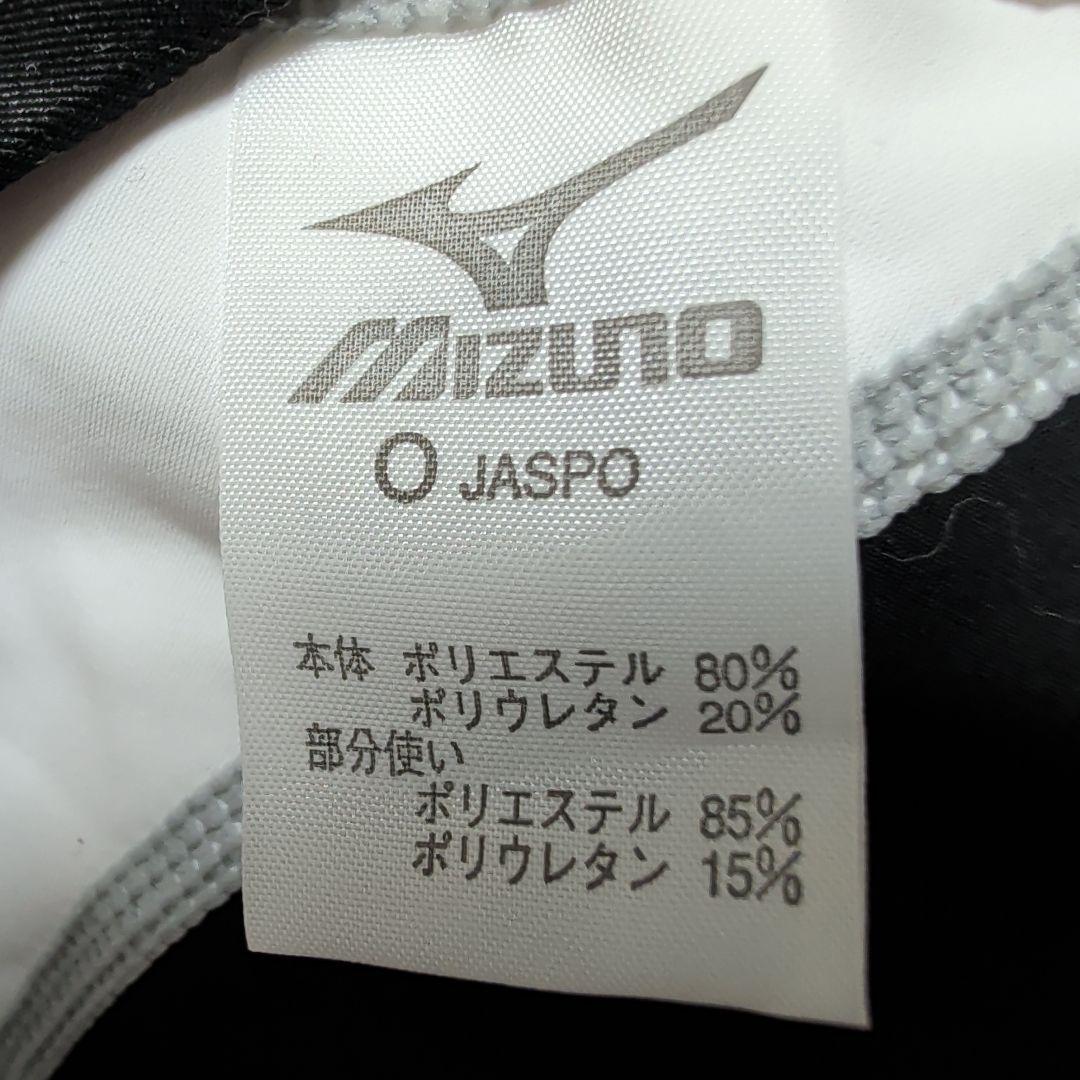 MIZUNO
O JASPO
本体 ポリエステル 80%
ポリウレタン 20%
部分使い
ポリエステル 85%
ポリウレタン 15%